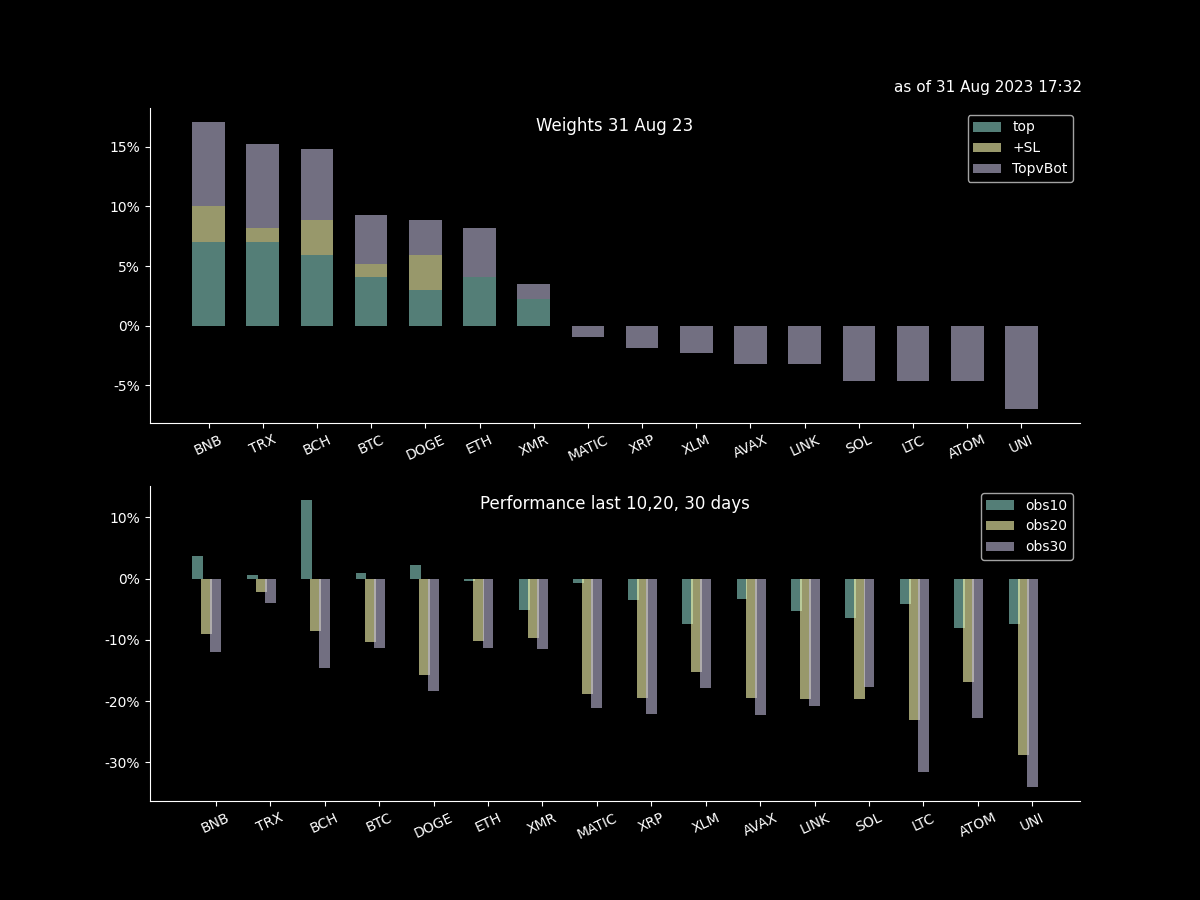 as of 31 Aug 2023 17:32
Weights 31 Aug 23
top
+SL
TopvBot
15%
10%
5%
0%
-5%
BNB TRX BCH BTC DOGE ETH XMR MATIC XRP XLM AVAX LINK SOL LTC ATOM UNI
Performance last 10,20, 30 days
obs10
obs20
obs30
10%
0%
-10%
-20%
-30%
BNB TRX BCH BTC DOGE ETH XMR MATIC XRP XLM AVAX LINK SOL LTC ATOM UNI